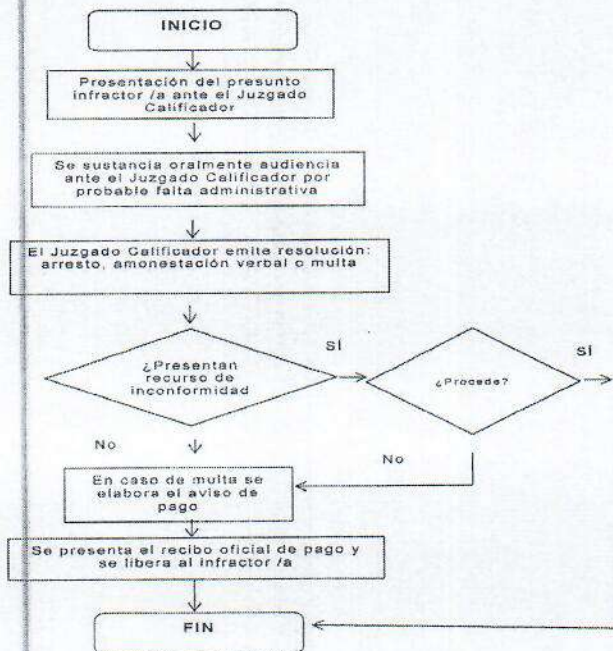 INICIO
Presentación del presunto
infractor /a ante el Juzgado
Calificador
Se sustancia oralmente audiencia
ante el Juzgado Calificador por
probable falta administrativa
El Juzgado Calificador emite resolución:
arresto, amonestación verbal o multa
¿Presentan
recurso de
inconformidad
SÍ
¿Procede?
SÍ
No
No
En caso de multa se
elabora el aviso de
pago
Se presenta el recibo oficial de pago y
se libera al infractor /a
FIN